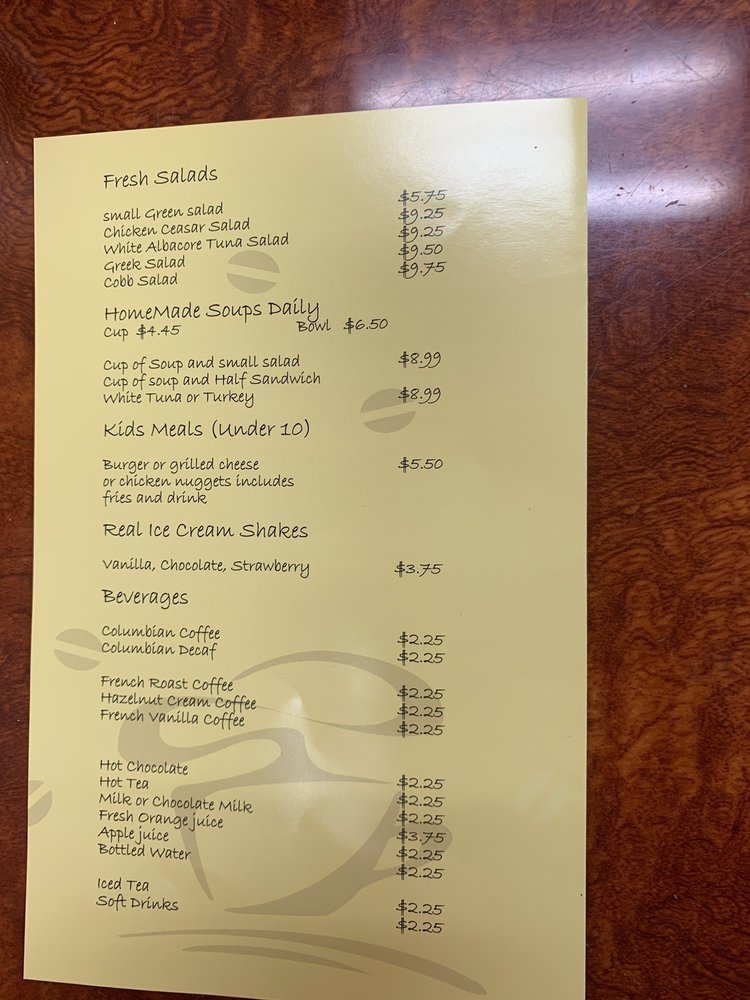 Fresh Salads
small Green salad $5.75
Chicken Ceasar Salad $9.25
White Albacore Tuna Salad $9.25
Greek Salad $9.50
Cobb Salad $9.75
HomeMade Soups Daily
Cup $4.45 Bowl $6.50
Cup of Soup and small salad $8.99
Cup of soup and Half Sandwich
White Tuna or Turkey $8.99
Kids Meals (Under 10)
Burger or grilled cheese $5.50
or chicken nuggets includes
fries and drink
Real Ice Cream Shakes
Vanilla, Chocolate, Strawberry $3.75
Beverages
Columbian Coffee $2.25
Columbian Decaf $2.25
French Roast Coffee $2.25
Hazelnut Cream Coffee $2.25
French Vanilla Coffee $2.25
Hot Chocolate $2.25
Hot Tea $2.25
Milk or Chocolate Milk $2.25
Fresh Orange juice $3.75
Apple juice $2.25
Bottled Water $2.25
Iced Tea $2.25
Soft Drinks $2.25